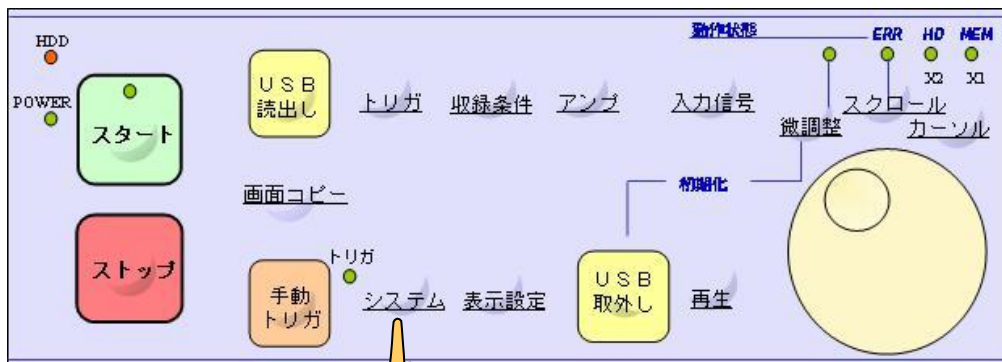 動作状態
ERR HD MEM
HDD
X2 X1
POWER
スタート
USB
読出し
トリガ 収録条件 アンプ 入力信号
微調整
スクロール
カーソル
画面コピー
初期化
ストップ
手動
トリガ
トリガ
システム 表示設定
USB
取外し
再生